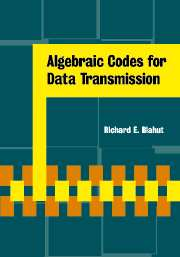 Algebraic Codes for
Data Transmission
Richard E. Blahut